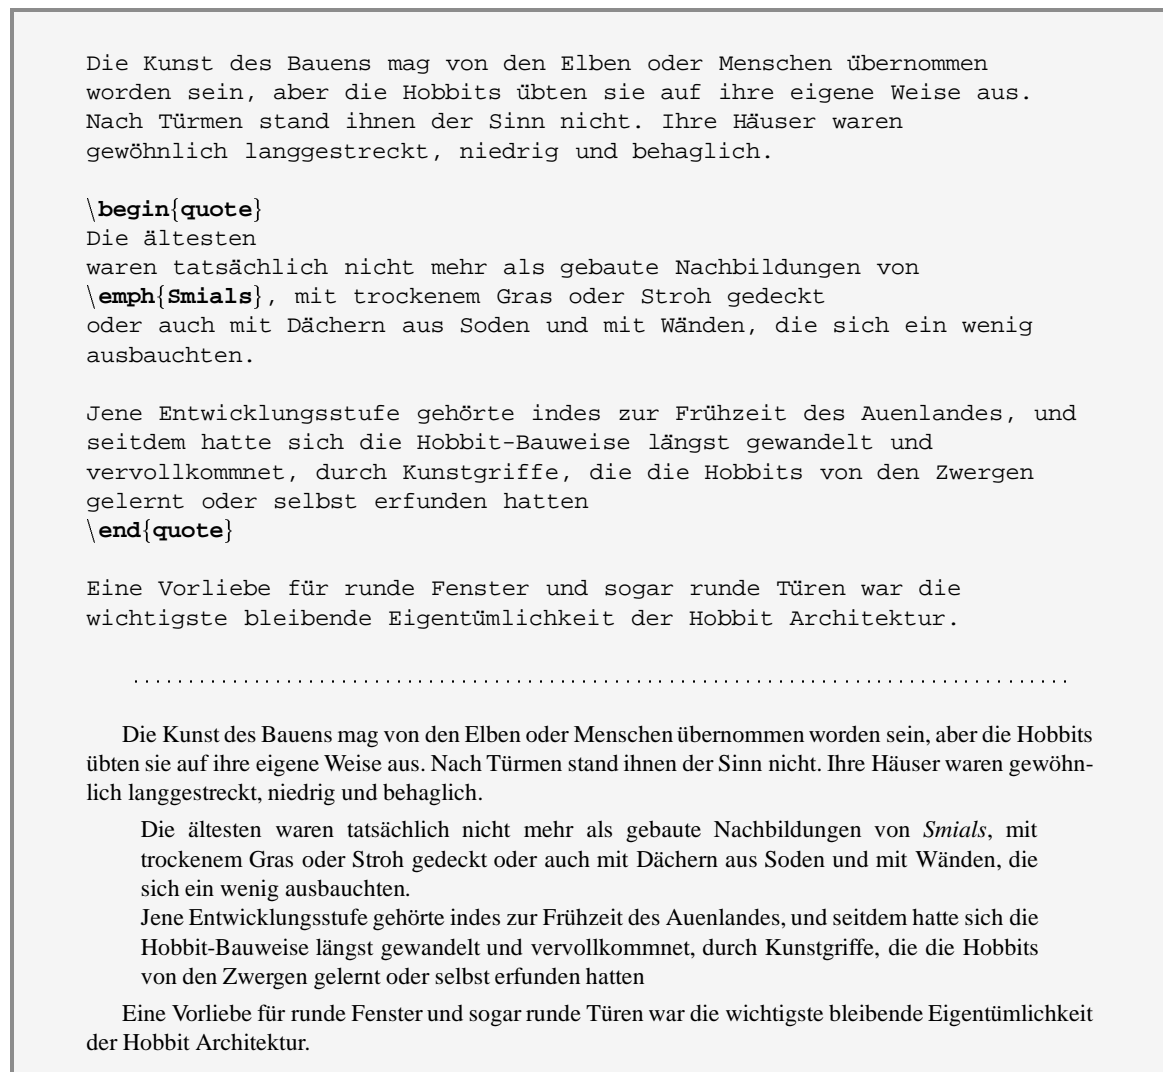 Die Kunst des Bauens mag von den Elben oder Menschen übernommen
worden sein, aber die Hobbits übten sie auf ihre eigene Weise aus.
Nach Türmen stand ihnen der Sinn nicht. Ihre Häuser waren
gewöhnlich langgestreckt, niedrig und behaglich.

\begin{quote}
Die ältesten
waren tatsächlich nicht mehr als gebaute Nachbildungen von
\emph{Smials}, mit trockenem Gras oder Stroh gedeckt
oder auch mit Dächern aus Soden und mit Wänden, die sich ein wenig
ausbauchten.

Jene Entwicklungsstufe gehörte indes zur Frühzeit des Auenlandes, und
seitdem hatte sich die Hobbit-Bauweise längst gewandelt und
vervollkommnet, durch Kunstgriffe, die die Hobbits von den Zwergen
gelernt oder selbst erfunden hatten
\end{quote}

Eine Vorliebe für runde Fenster und sogar runde Türen war die
wichtigste bleibende Eigentümlichkeit der Hobbit Architektur.

Die Kunst des Bauens mag von den Elben oder Menschen übernommen worden sein, aber die Hobbits
übten sie auf ihre eigene Weise aus. Nach Türmen stand ihnen der Sinn nicht. Ihre Häuser waren gewöhn-
lich langgestreckt, niedrig und behaglich.
Die ältesten waren tatsächlich nicht mehr als gebaute Nachbildungen von Smials, mit
trockenem Gras oder Stroh gedeckt oder auch mit Dächern aus Soden und mit Wänden, die
sich ein wenig ausbauchten.
Jene Entwicklungsstufe gehörte indes zur Frühzeit des Auenlandes, und seitdem hatte sich die
Hobbit-Bauweise längst gewandelt und vervollkommnet, durch Kunstgriffe, die die Hobbits
von den Zwergen gelernt oder selbst erfunden hatten
Eine Vorliebe für runde Fenster und sogar runde Türen war die wichtigste bleibende Eigentümlichkeit
der Hobbit Architektur.